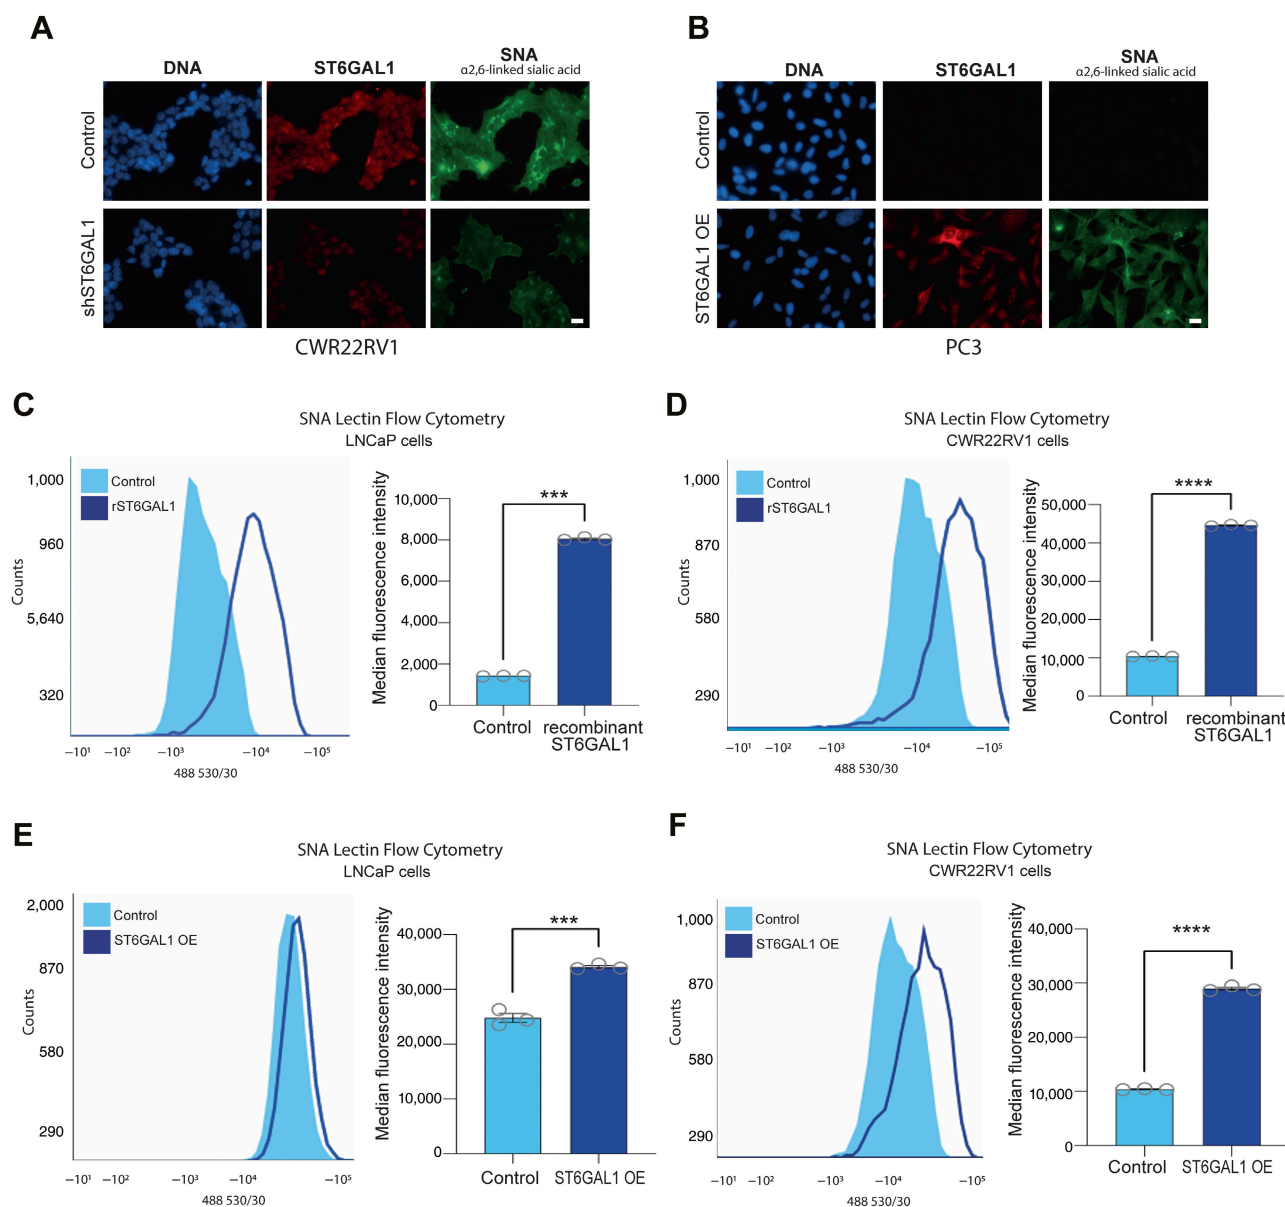 A
DNA
ST6GAL1
SNA
α2,6-linked sialic acid
Control
shST6GAL1
CWR22RV1
B
DNA
ST6GAL1
SNA
α2,6-linked sialic acid
Control
ST6GAL1 OE
PC3
C
SNA Lectin Flow Cytometry
LNCaP cells
Control
rST6GAL1
Counts
1,000
960
5,640
320
−10¹ −10² −10³ −10⁴ −10⁵
488 530/30
Median fluorescence intensity
10,000
8,000
6,000
4,000
2,000
0
***
Control
recombinant
ST6GAL1
D
SNA Lectin Flow Cytometry
CWR22RV1 cells
Control
rST6GAL1
Counts
1,000
870
580
290
−10¹ −10² −10³ −10⁴ −10⁵
488 530/30
Median fluorescence intensity
50,000
40,000
30,000
20,000
10,000
0
****
Control
recombinant
ST6GAL1
E
SNA Lectin Flow Cytometry
LNCaP cells
Control
ST6GAL1 OE
Counts
2,000
870
580
290
−10¹ −10² −10³ −10⁴ −10⁵
488 530/30
Median fluorescence intensity
40,000
30,000
20,000
10,000
0
***
Control
ST6GAL1 OE
F
SNA Lectin Flow Cytometry
CWR22RV1 cells
Control
ST6GAL1 OE
Counts
1,000
870
580
290
−10¹ −10² −10³ −10⁴ −10⁵
488 530/30
Median fluorescence intensity
40,000
30,000
20,000
10,000
0
****
Control
ST6GAL1 OE